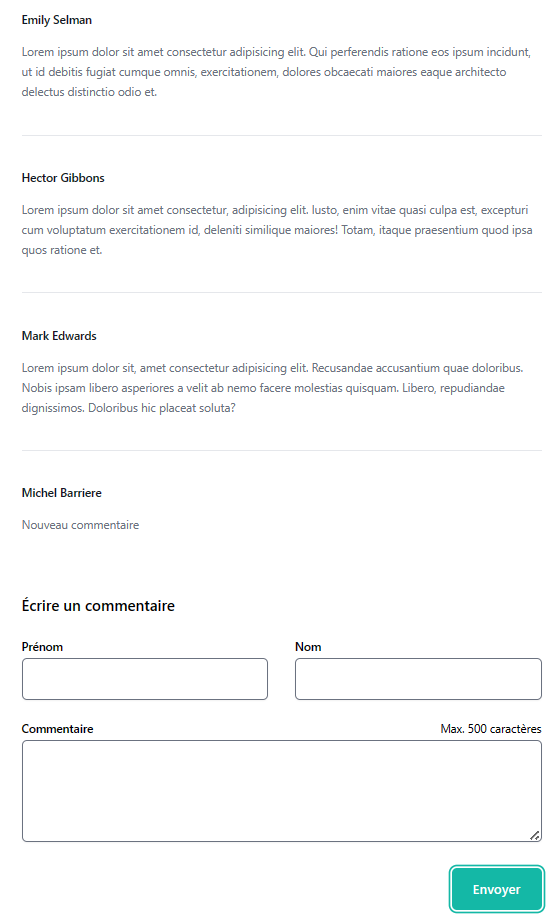 Emily Selman
Lorem ipsum dolor sit amet consectetur adipisicing elit. Qui perferendis ratione eos ipsum incidunt,
ut id debitis fugiat cumque omnis, exercitationem, dolores obcaecati maiores eaque architecto
delectus distinctio odio et.
Hector Gibbons
Lorem ipsum dolor sit amet consectetur, adipisicing elit. Iusto, enim vitae quasi culpa est, excepturi
cum voluptatum exercitationem id, deleniti similique maiores! Totam, itaque praesentium quod ipsa
quos ratione et.
Mark Edwards
Lorem ipsum dolor sit, amet consectetur adipisicing elit. Recusandae accusantium quae doloribus.
Nobis ipsam libero asperiores a velit ab nemo facere molestias quisquam. Libero, repudiandae
dignissimos. Doloribus hic placeat soluta?
Michel Barriere
Nouveau commentaire
Écrire un commentaire
Prénom Nom
Commentaire Max. 500 caractères
Envoyer